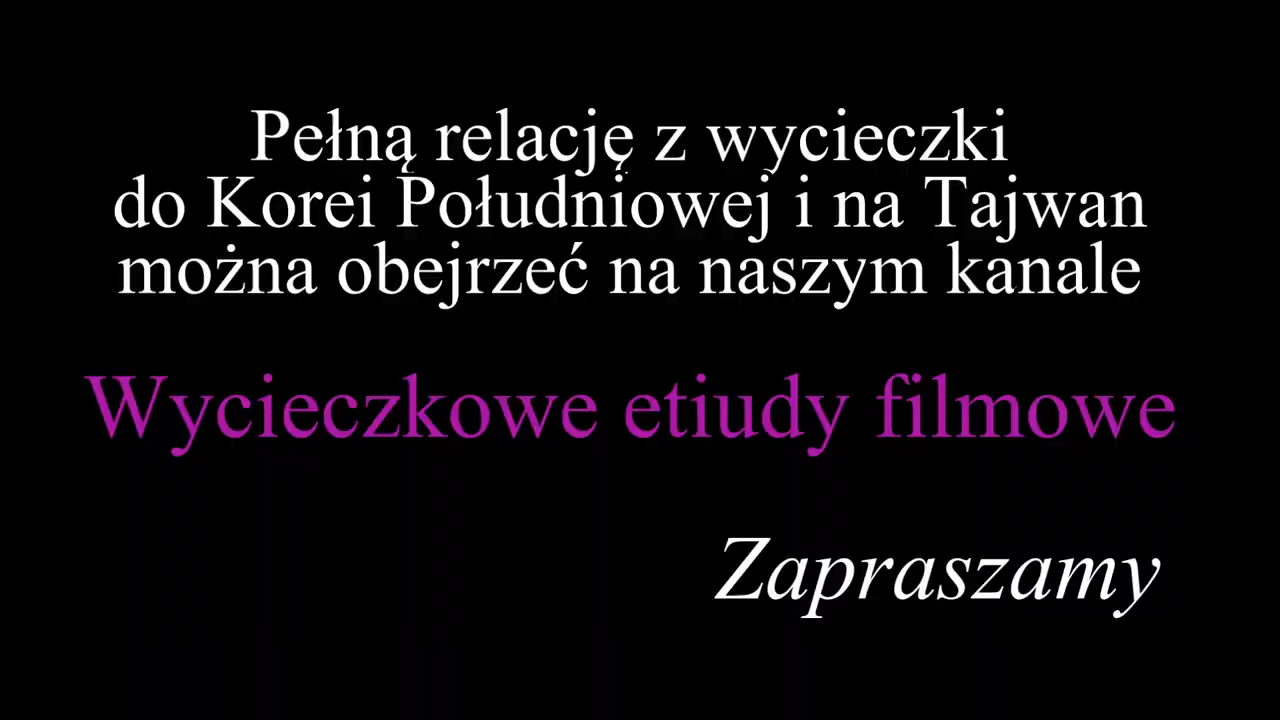 Pełną relację z wycieczki
do Korei Południowej i na Tajwan
można obejrzeć na naszym kanale
Wycieczkowe etiudy filmowe
Zapraszamy